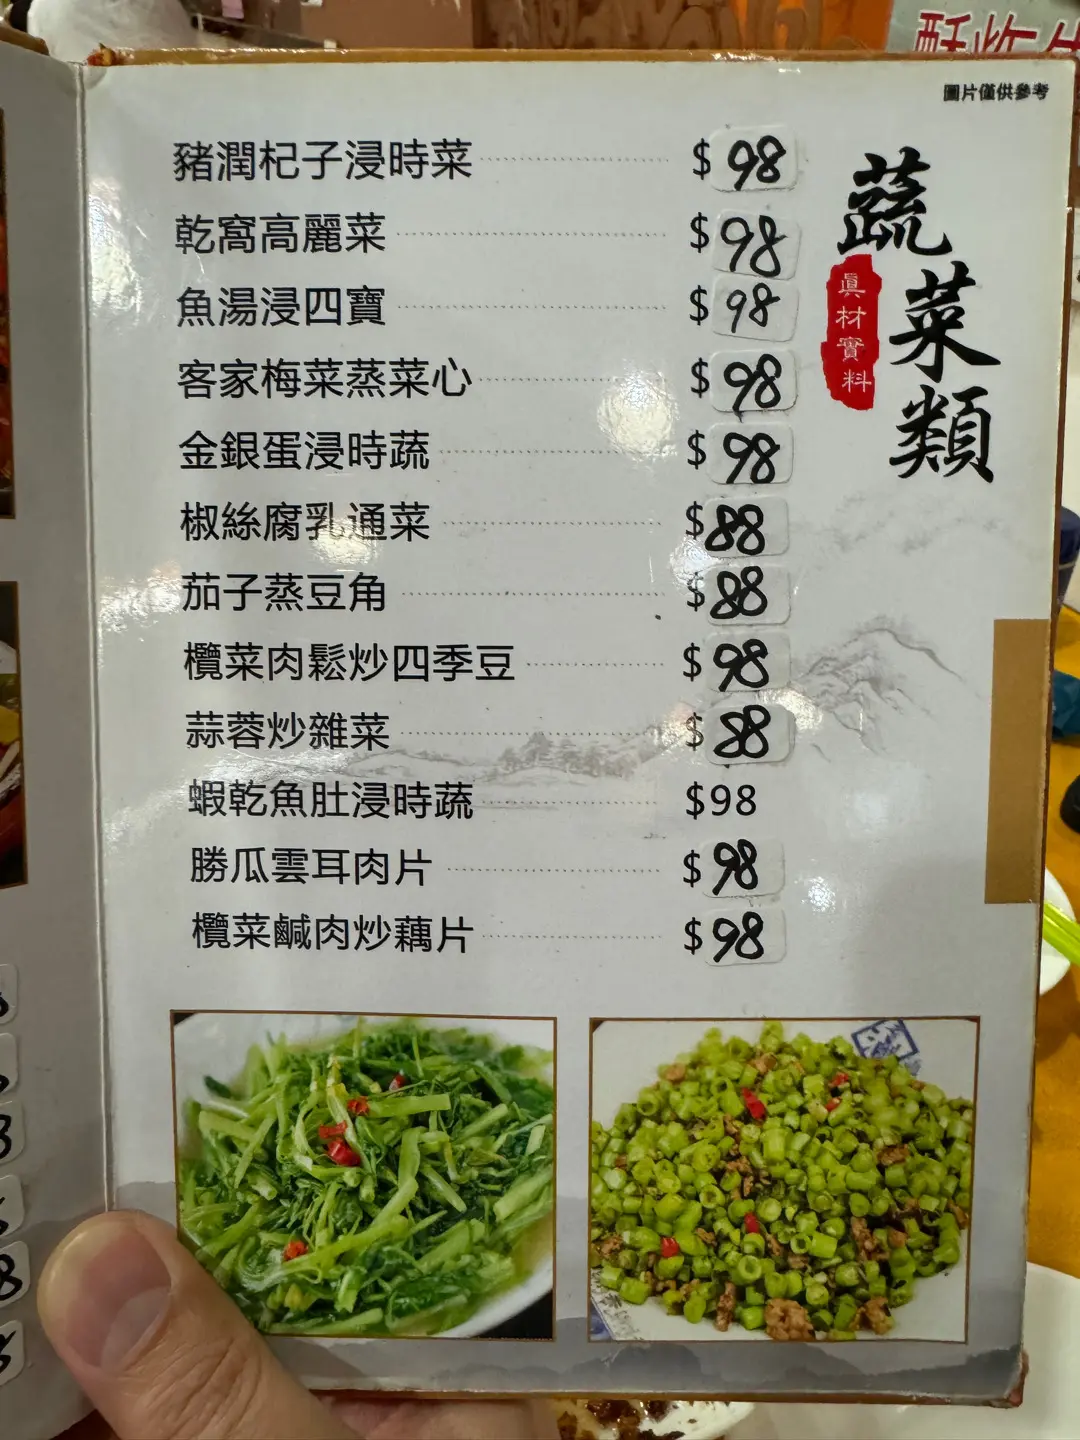 圖片僅供參考
蔬菜類
眞材實料
豬潤杞子浸時菜 $98
乾窩高麗菜 $98
魚湯浸四寶 $98
客家梅菜蒸菜心 $98
金銀蛋浸時蔬 $98
椒絲腐乳通菜 $88
茄子蒸豆角 $88
欖菜肉鬆炒四季豆 $98
蒜蓉炒雜菜 $88
蝦乾魚肚浸時蔬 $98
勝瓜雲耳肉片 $98
欖菜鹹肉炒藕片 $98